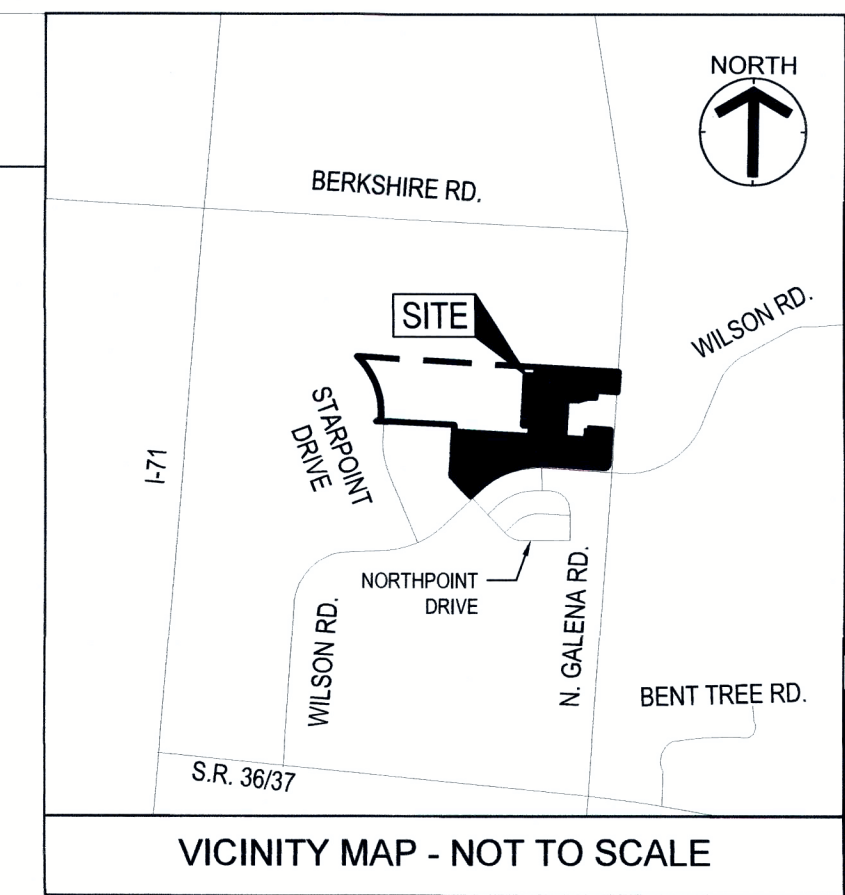 NORTH
BERKSHIRE RD.
SITE
WILSON RD.
STARPOINT
DRIVE
I-71
NORTHPOINT
DRIVE
WILSON RD.
N. GALENA RD.
BENT TREE RD.
S.R. 36/37
VICINITY MAP - NOT TO SCALE